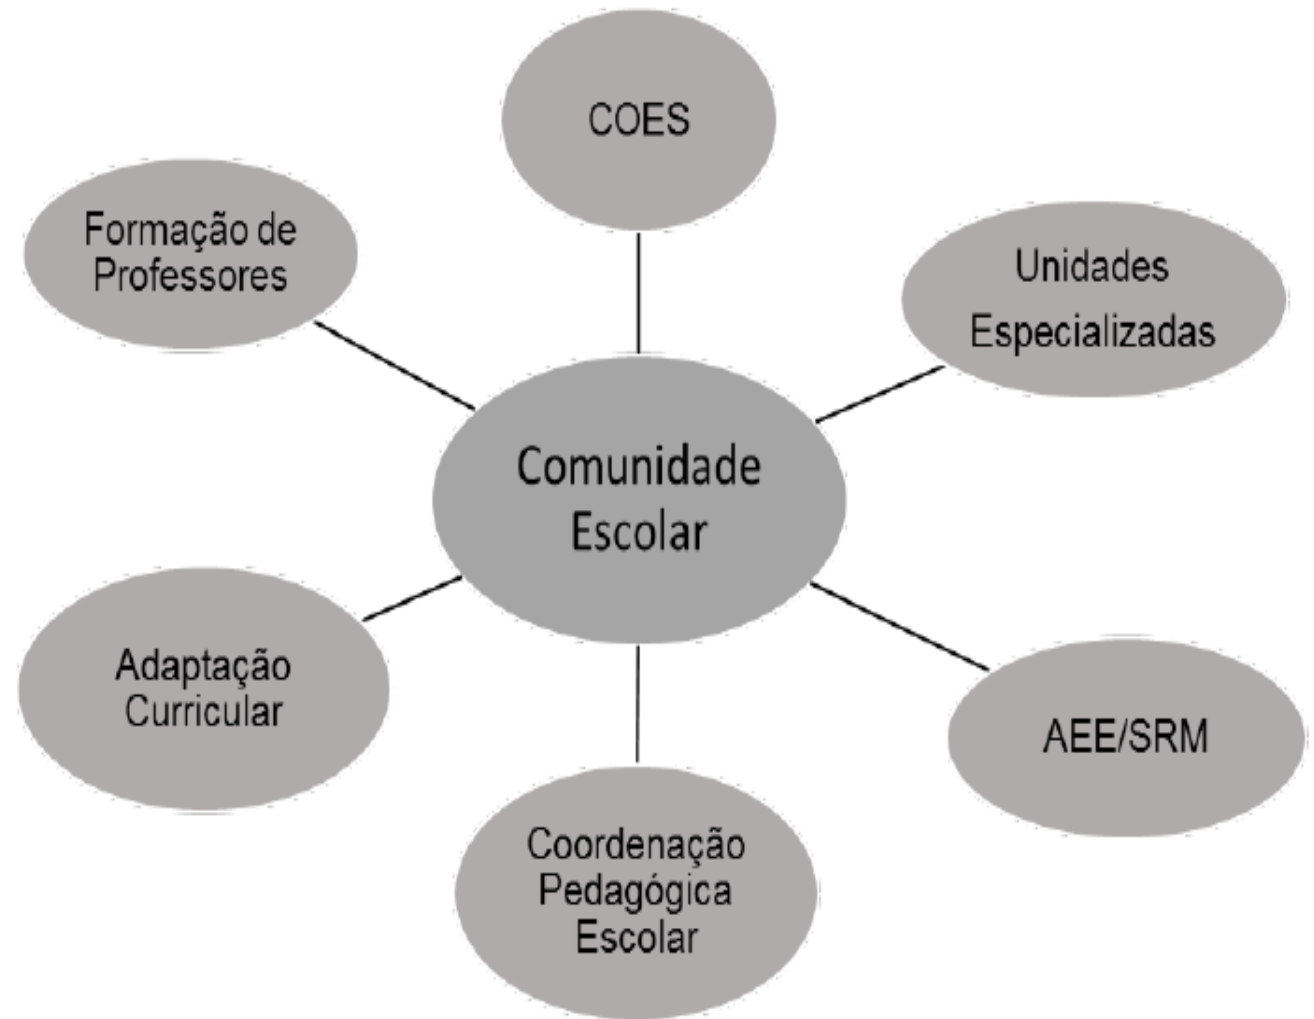 COES
Formação de
Professores
Unidades
Especializadas
Comunidade
Escolar
Adaptação
Curricular
AEE/SRM
Coordenação
Pedagógica
Escolar